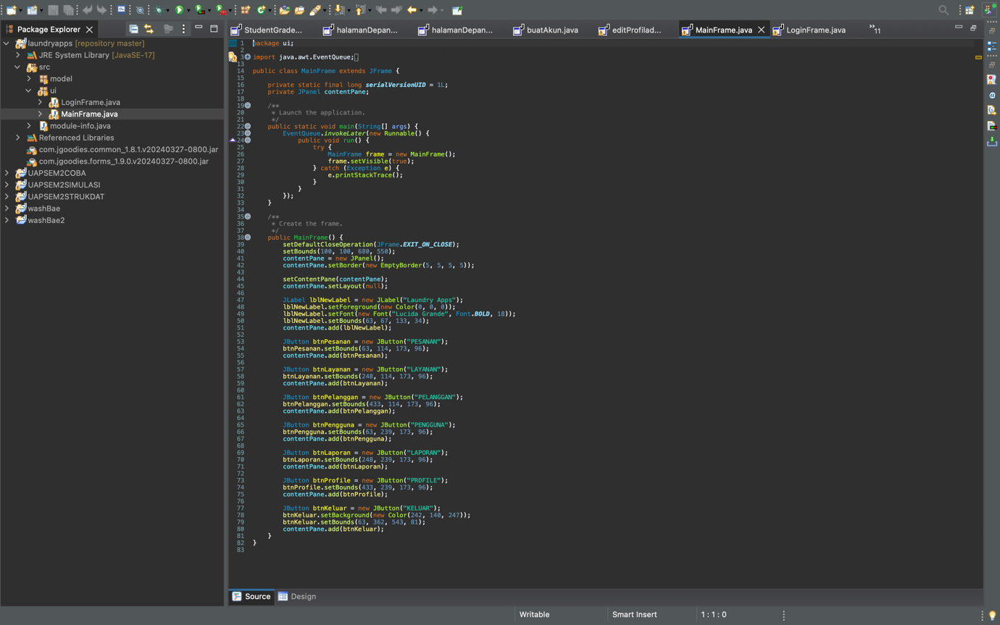 Package Explorer
laundryapps [repository master]
JRE System Library [JavaSE-17]
src
model
ui
LoginFrame.java
MainFrame.java
module-info.java
Referenced Libraries
com.jgoodies.common_1.8.1.v20240327-0800.jar
com.jgoodies.forms_1.9.0.v20240327-0800.jar
UAPSEM2COBA
UAPSEM2SIMULASI
UAPSEM2STRUKDAT
washBae
washBae2
StudentGrade... halamanDepan... halamanDepan... buatAkun.java editProfilad... MainFrame.java LoginFrame.java 11
1 package ui;
2
3 import java.awt.EventQueue;
13
14 public class MainFrame extends JFrame {
15
16 private static final long serialVersionUID = 1L;
17 private JPanel contentPane;
18
19 /**
20 * Launch the application.
21 */
22 public static void main(String[] args) {
23 EventQueue.invokeLater(new Runnable() {
24 public void run() {
25 try {
26 MainFrame frame = new MainFrame();
27 frame.setVisible(true);
28 } catch (Exception e) {
29 e.printStackTrace();
30 }
31 }
32 });
33 }
34
35 /**
36 * Create the frame.
37 */
38 public MainFrame() {
39 setDefaultCloseOperation(JFrame.EXIT_ON_CLOSE);
40 setBounds(100, 100, 680, 550);
41 contentPane = new JPanel();
42 contentPane.setBorder(new EmptyBorder(5, 5, 5, 5));
43
44 setContentPane(contentPane);
45 contentPane.setLayout(null);
46
47 JLabel lblNewLabel = new JLabel("Laundry Apps");
48 lblNewLabel.setForeground(new Color(0, 0, 0));
49 lblNewLabel.setFont(new Font("Lucida Grande", Font.BOLD, 18));
50 lblNewLabel.setBounds(63, 67, 133, 34);
51 contentPane.add(lblNewLabel);
52
53 JButton btnPesanan = new JButton("PESANAN");
54 btnPesanan.setBounds(63, 114, 173, 96);
55 contentPane.add(btnPesanan);
56
57 JButton btnLayanan = new JButton("LAYANAN");
58 btnLayanan.setBounds(248, 114, 173, 96);
59 contentPane.add(btnLayanan);
60
61 JButton btnPelanggan = new JButton("PELANGGAN");
62 btnPelanggan.setBounds(433, 114, 173, 96);
63 contentPane.add(btnPelanggan);
64
65 JButton btnPengguna = new JButton("PENGGUNA");
66 btnPengguna.setBounds(63, 239, 173, 96);
67 contentPane.add(btnPengguna);
68
69 JButton btnLaporan = new JButton("LAPORAN");
70 btnLaporan.setBounds(248, 239, 173, 96);
71 contentPane.add(btnLaporan);
72
73 JButton btnProfile = new JButton("PROFILE");
74 btnProfile.setBounds(433, 239, 173, 96);
75 contentPane.add(btnProfile);
76
77 JButton btnKeluar = new JButton("KELUAR");
78 btnKeluar.setBackground(new Color(242, 140, 247));
79 btnKeluar.setBounds(63, 362, 543, 81);
80 contentPane.add(btnKeluar);
81 }
82 }
83
Source Design
Writable Smart Insert 1 : 1 : 0